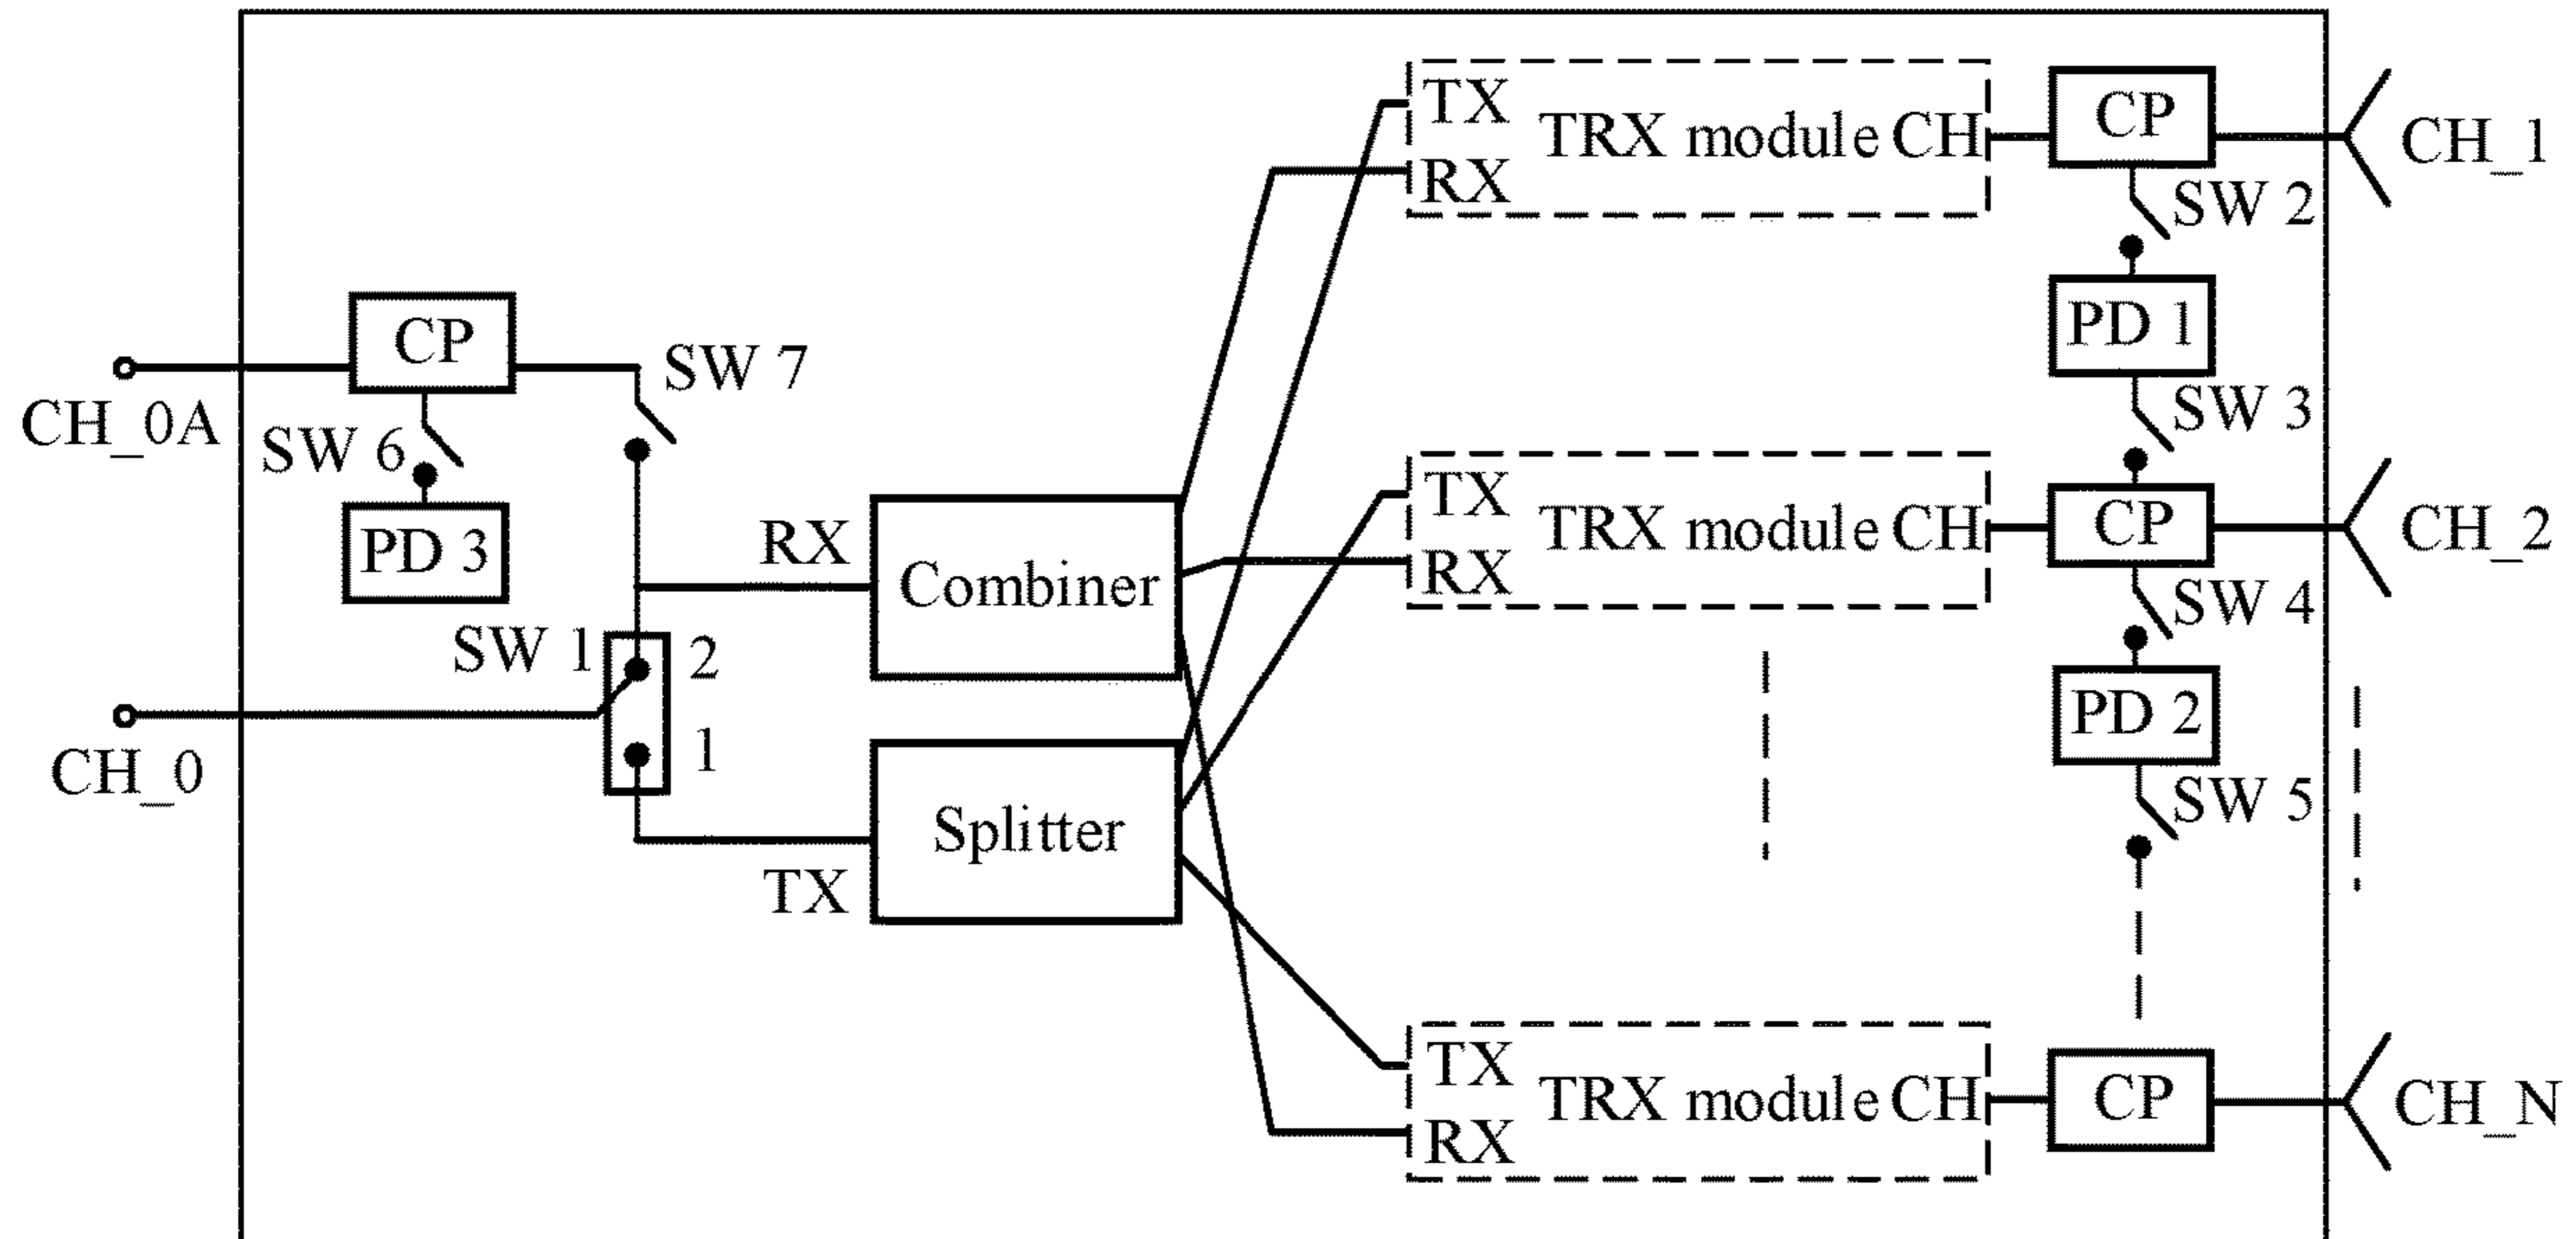 TX
TRX module CH
RX
CP
CH_1
SW 2
PD 1
SW 3
CP
SW 7
CH_0A
SW 6
PD 3
TX
TRX module CH
RX
CP
CH_2
SW 4
PD 2
SW 5
RX
Combiner
SW 1
2
1
CH_0
Splitter
TX
TX
TRX module CH
RX
CP
CH_N